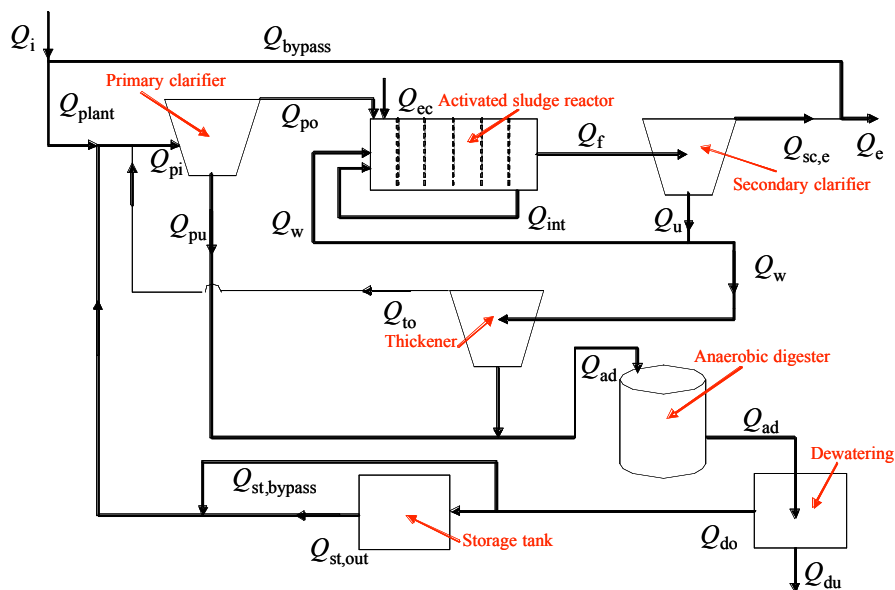 Qi
Qbypass
Primary clarifier
Qplant
Qpo
Qec
Activated sludge reactor
Qpi
Qf
Qsc,e
Qe
Secondary clarifier
Qpu
Qw
Qint
Qu
Qw
Qto
Thickener
Qad
Anaerobic digester
Qad
Dewatering
Qst,bypass
Qst,out
Storage tank
Qdo
Qdu